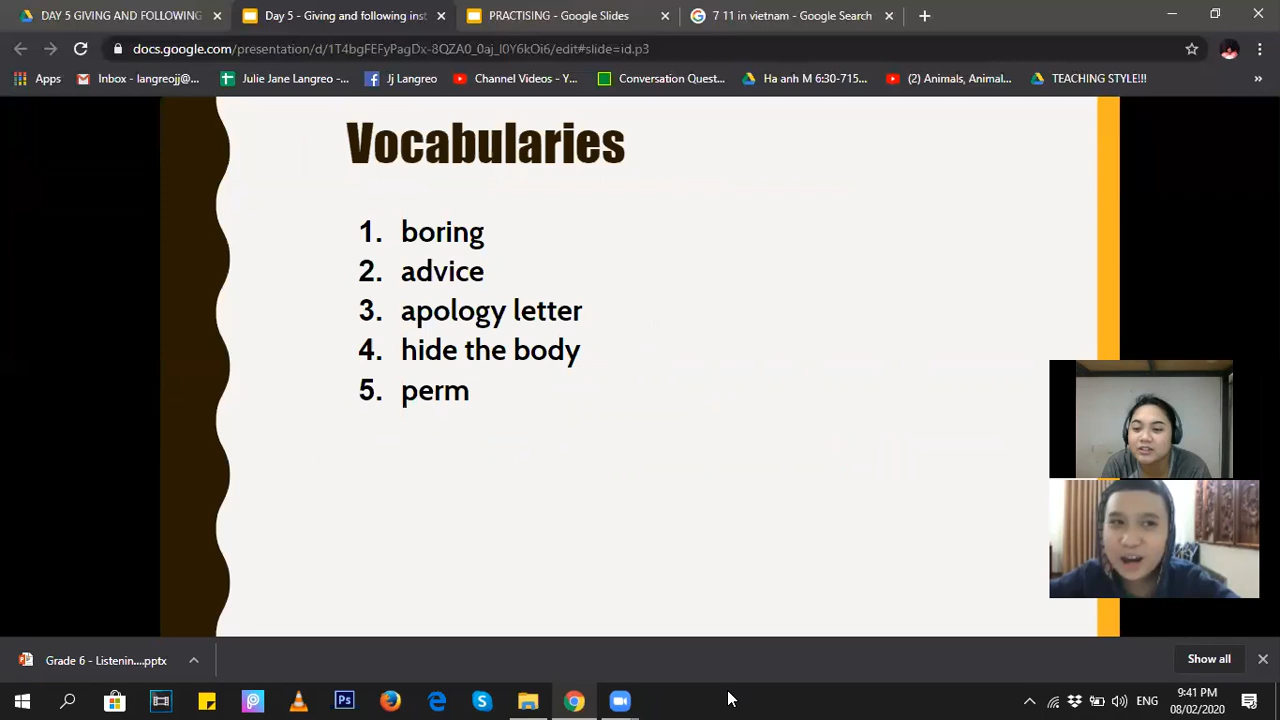 DAY 5 GIVING AND FOLLOWING
Day 5 - Giving and following inst
PRACTISING - Google Slides
7 11 in vietnam - Google Search
docs.google.com/presentation/d/1T4bgFEFyPagDx-8QZA0_0aj_I0Y6kOi6/edit#slide=id.p3
Apps
Inbox - langreojj@...
Julie Jane Langreo -...
Jj Langreo
Channel Videos - Y...
Conversation Quest...
Ha anh M 6:30-715...
(2) Animals, Animal...
TEACHING STYLE!!!
»
Vocabularies
1. boring
2. advice
3. apology letter
4. hide the body
5. perm
Grade 6 - Listenin....pptx
Show all
Ps
ENG
9:41 PM
08/02/2020